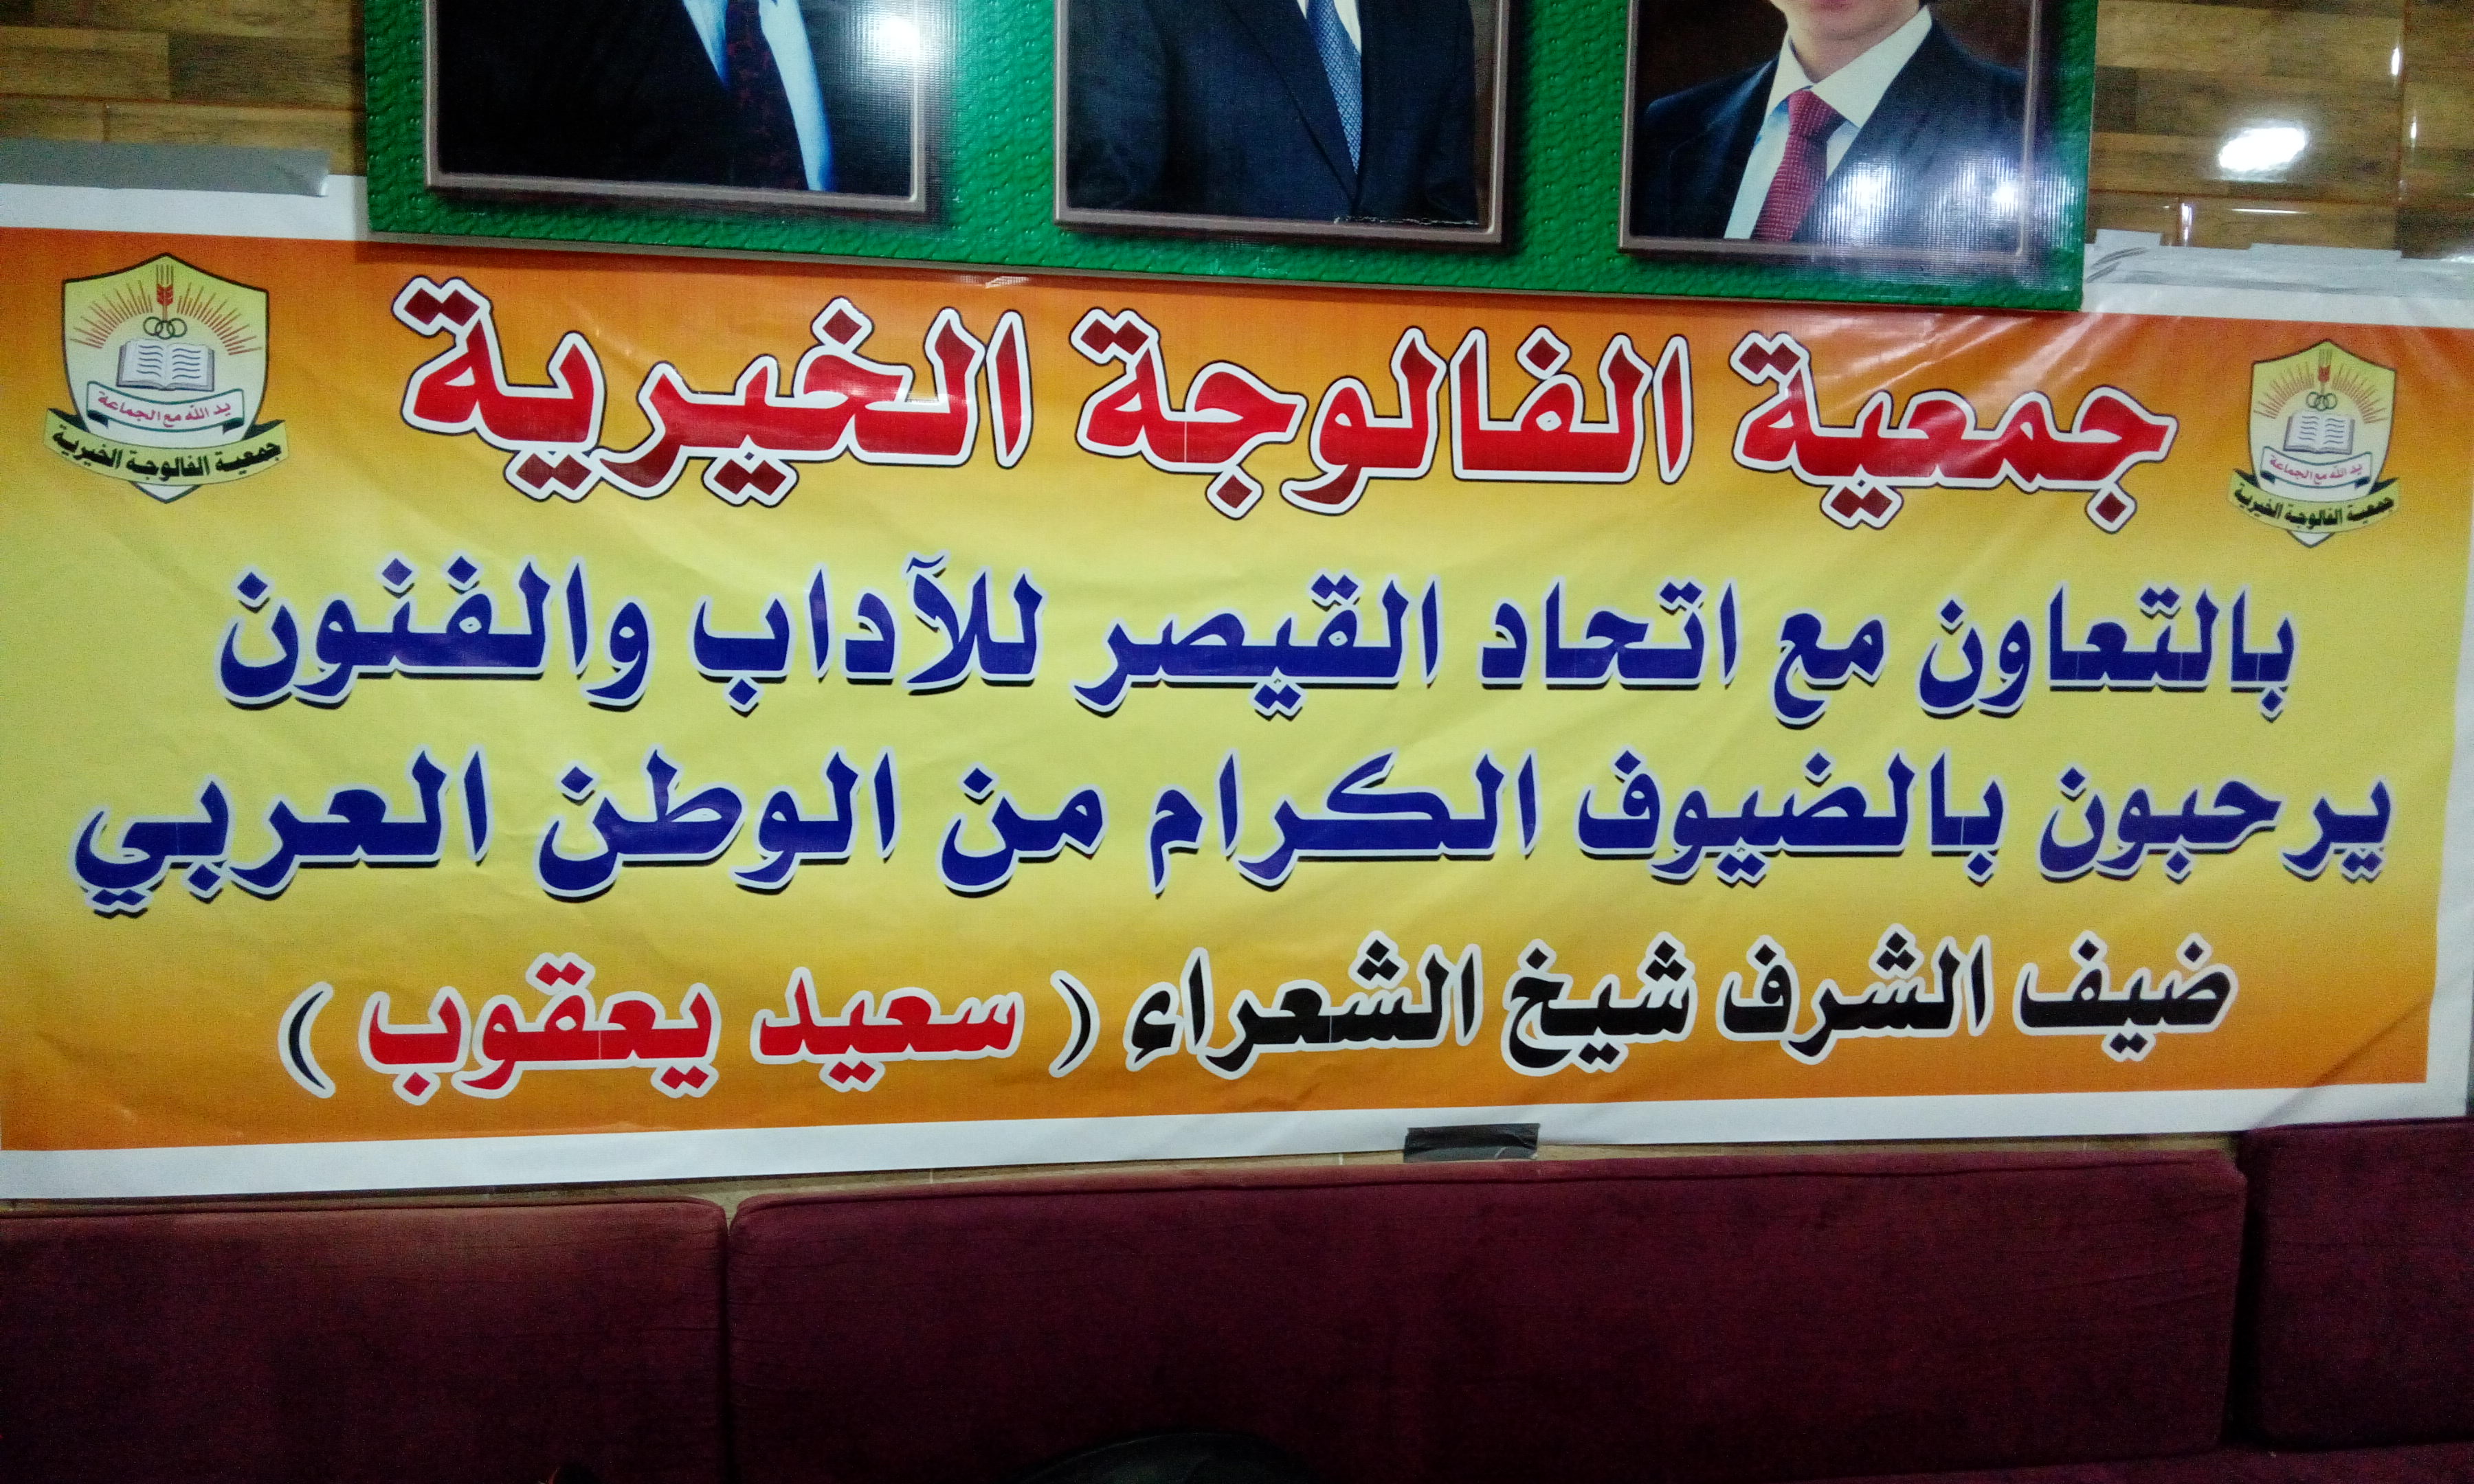 جمعية الفالوجة الخيرية
بالتعاون مع اتحاد القيصر للآداب والفنون
يرحبون بالضيوف الكرام من الوطن العربي
ضيف الشرف شيخ الشعراء ( سعيد يعقوب )
يد الله مع الجماعة
جمعية الفالوجة الخيرية
يد الله مع الجماعة
جمعية الفالوجة الخيرية